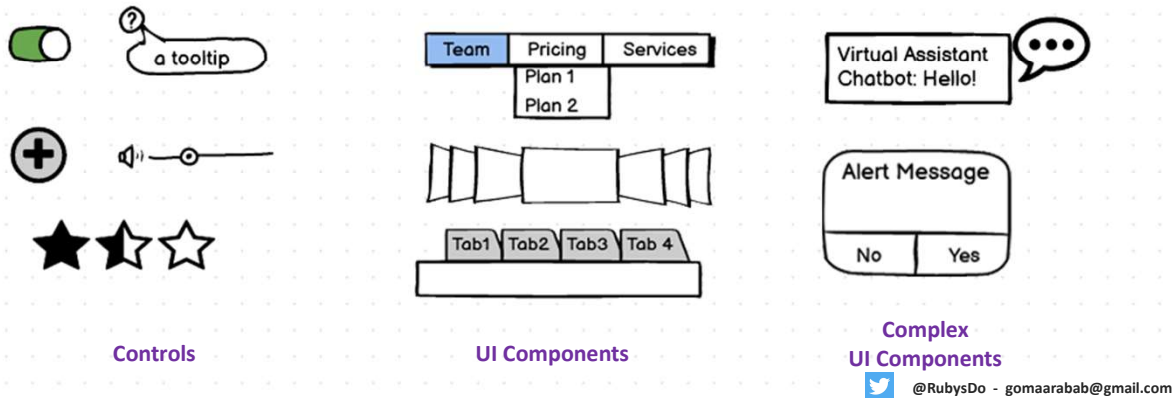 ?
a tooltip
Controls
Team Pricing Services
Plan 1
Plan 2
Tab1 Tab2 Tab3 Tab 4
UI Components
Virtual Assistant
Chatbot: Hello!
Alert Message
No Yes
Complex
UI Components
@RubysDo - gomaarabab@gmail.com